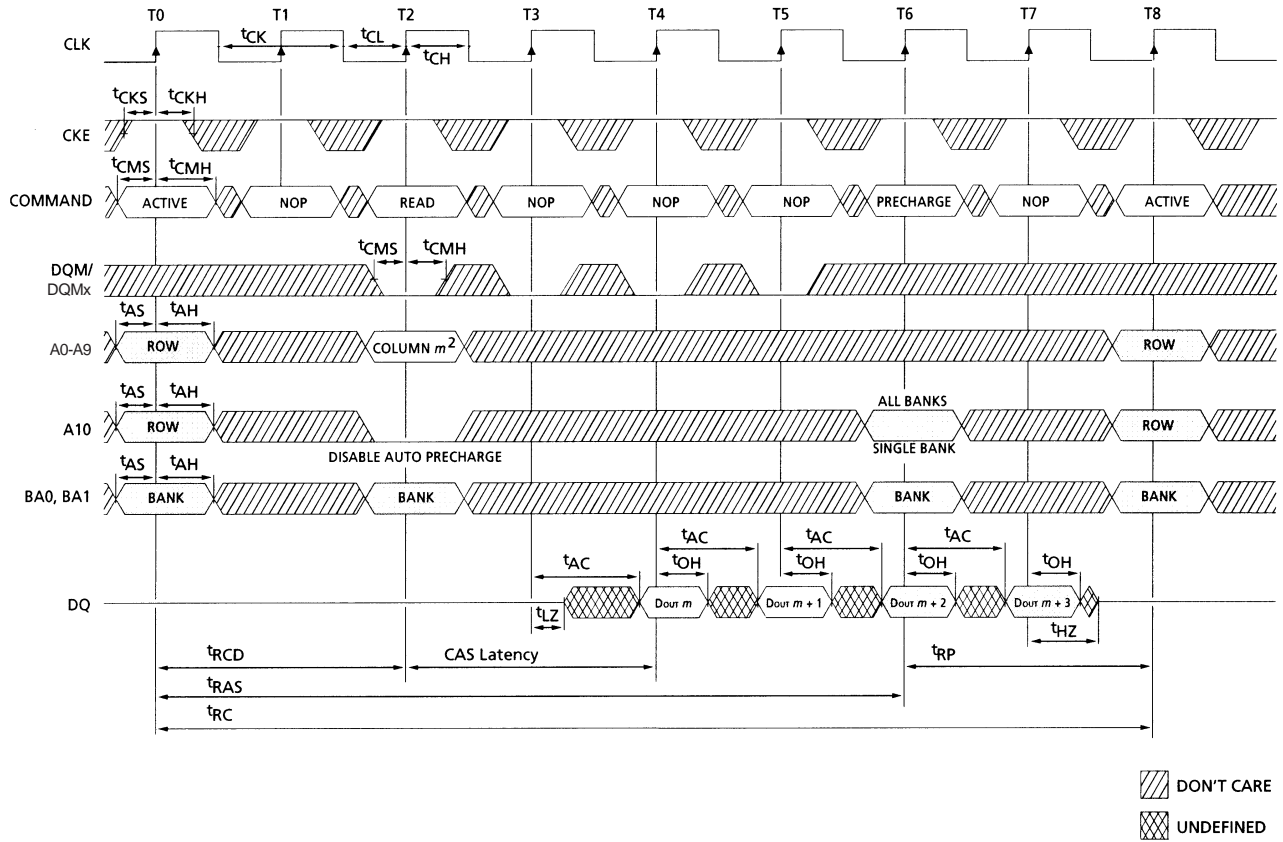 T0 T1 T2 T3 T4 T5 T6 T7 T8
CLK tCK tCL tCH
tCKS tCKH
CKE
tCMS tCMH
COMMAND ACTIVE NOP READ NOP NOP NOP PRECHARGE NOP ACTIVE
tCMS tCMH
DQM/
DQMx
tAS tAH
A0-A9 ROW COLUMN m2 ROW
tAS tAH ALL BANKS
A10 ROW ROW
DISABLE AUTO PRECHARGE SINGLE BANK
tAS tAH
BA0, BA1 BANK BANK BANK BANK
tAC tAC tAC tAC
tOH tOH tOH tOH
DQ DOUT m DOUT m + 1 DOUT m + 2 DOUT m + 3
tLZ tHZ
tRCD CAS Latency tRP
tRAS
tRC
DON'T CARE
UNDEFINED